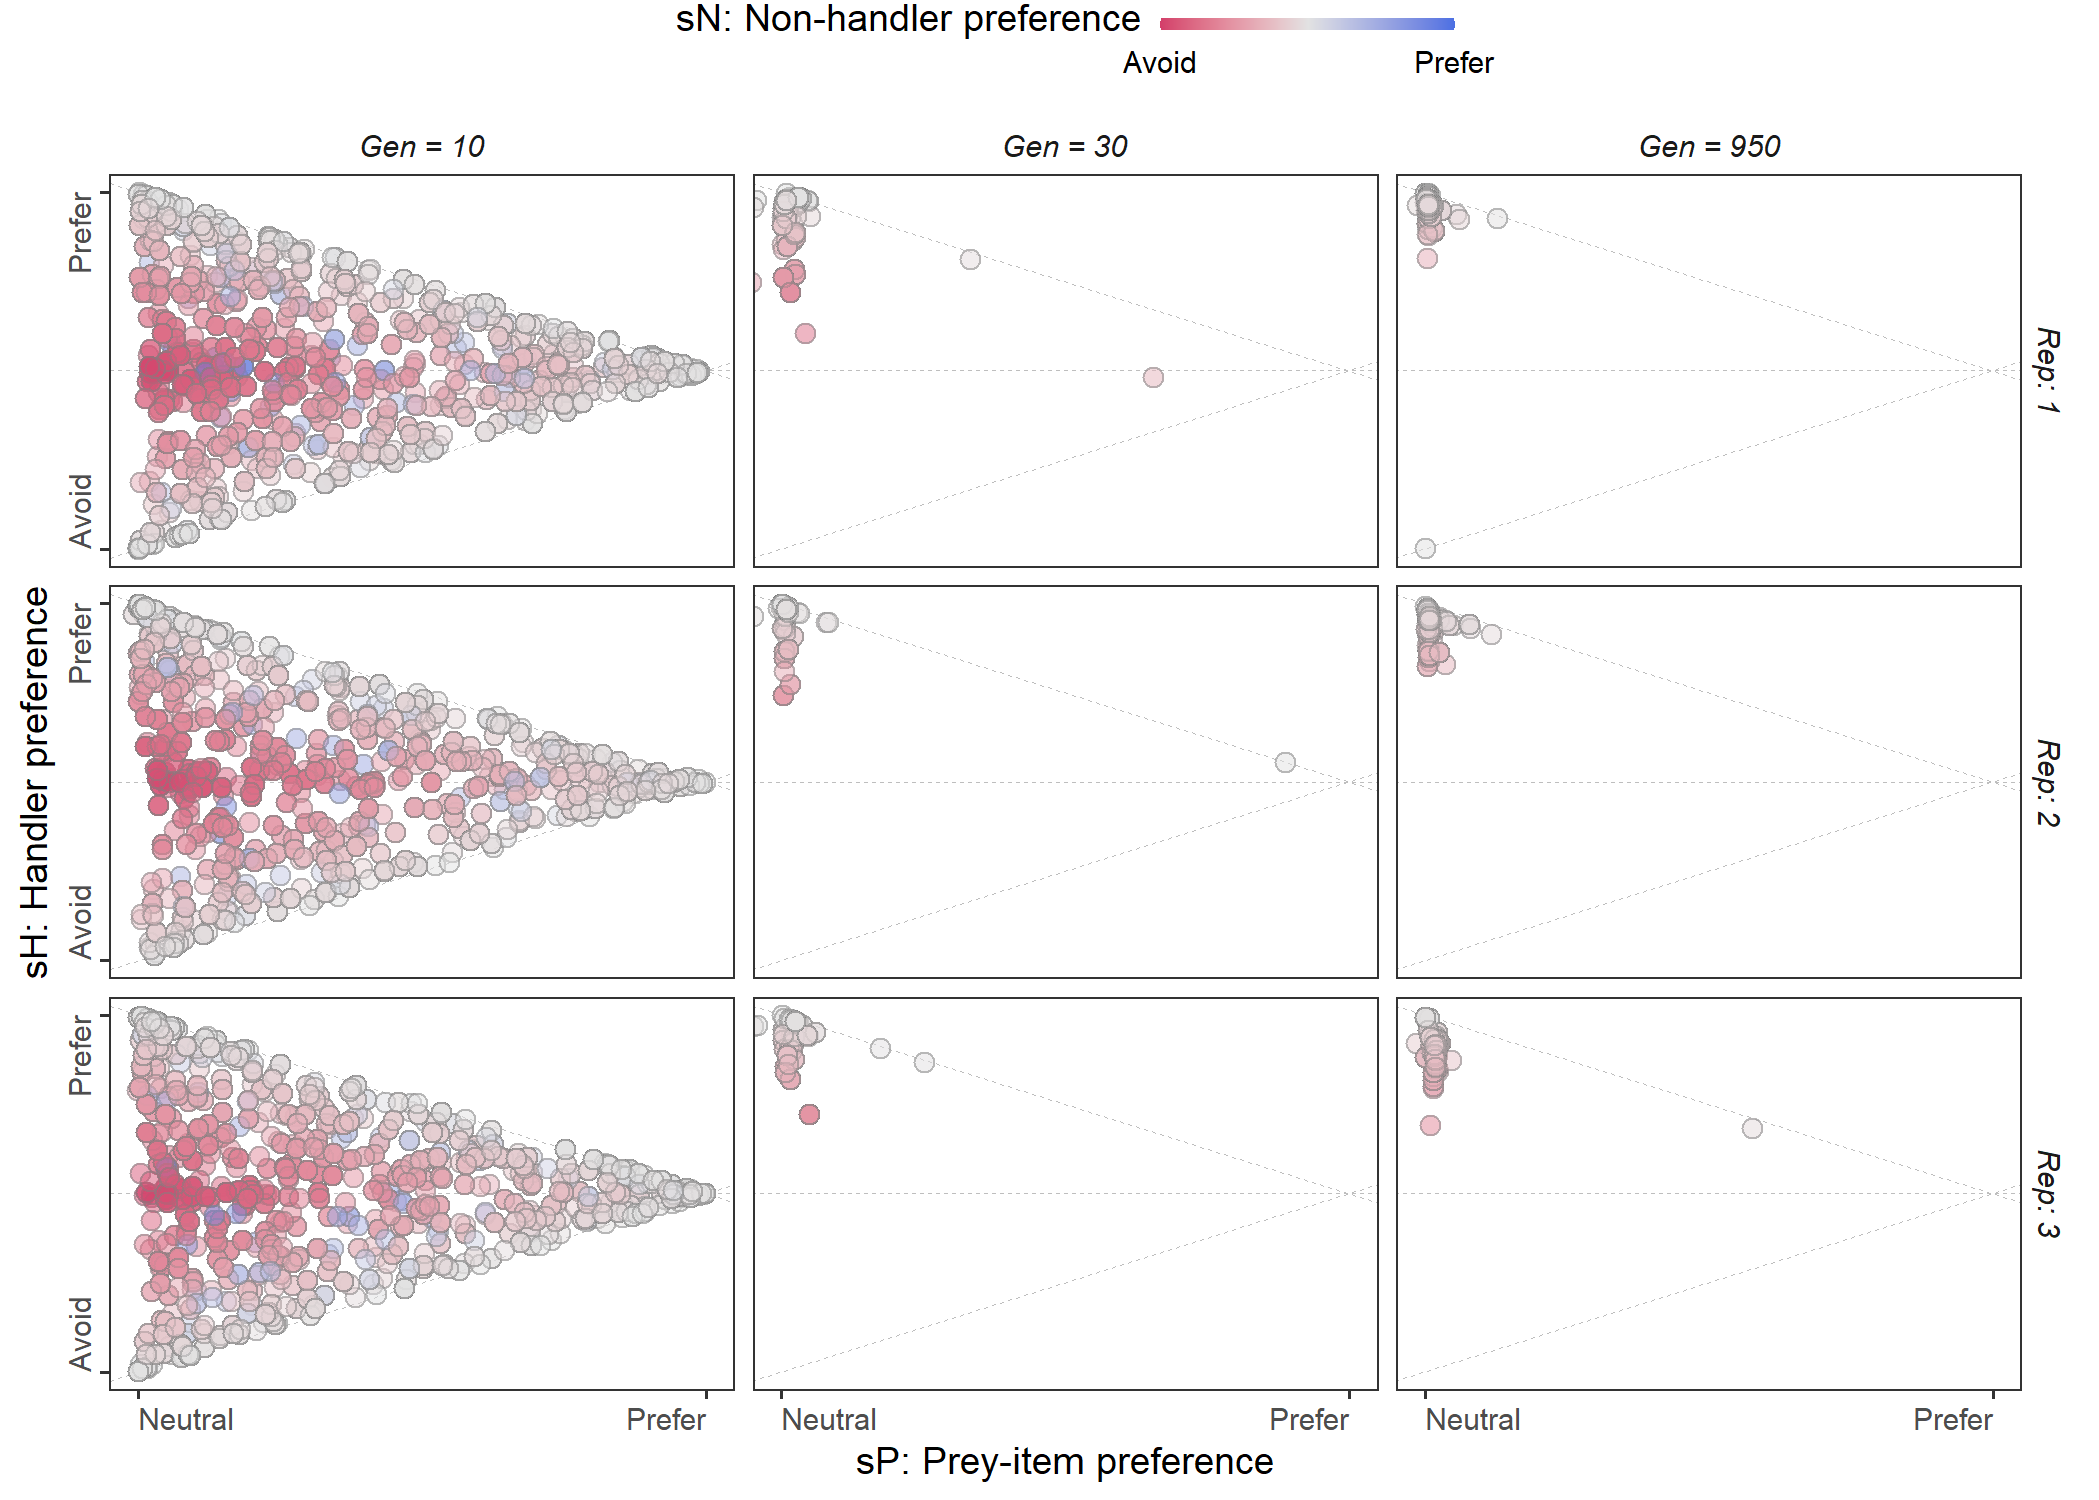 sN: Non-handler preference
Avoid Prefer
Gen = 10 Gen = 30 Gen = 950
Prefer
Avoid
Rep: 1
Prefer
Avoid
Rep: 2
Prefer
Avoid
Rep: 3
sH: Handler preference
Neutral Prefer Neutral Prefer Neutral Prefer
sP: Prey-item preference